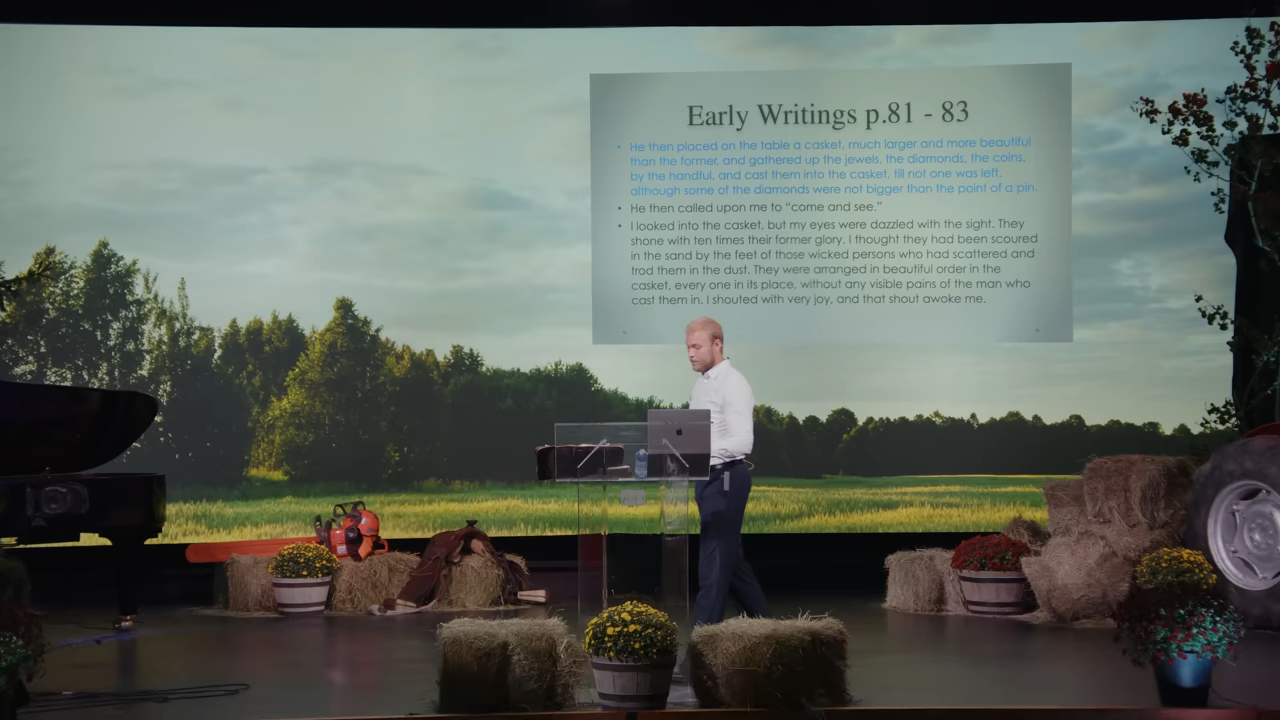 Early Writings p.81 - 83
• He then placed on the table a casket, much larger and more beautiful
than the former, and gathered up the jewels, the diamonds, the coins,
by the handful, and cast them into the casket, till not one was left,
although some of the diamonds were not bigger than the point of a pin.
• He then called upon me to “come and see.”
• I looked into the casket, but my eyes were dazzled with the sight. They
shone with ten times their former glory. I thought they had been scoured
in the sand by the feet of those wicked persons who had scattered and
trod them in the dust. They were arranged in beautiful order in the
casket, every one in its place, without any visible pains of the man who
cast them in. I shouted with very joy, and that shout awoke me.